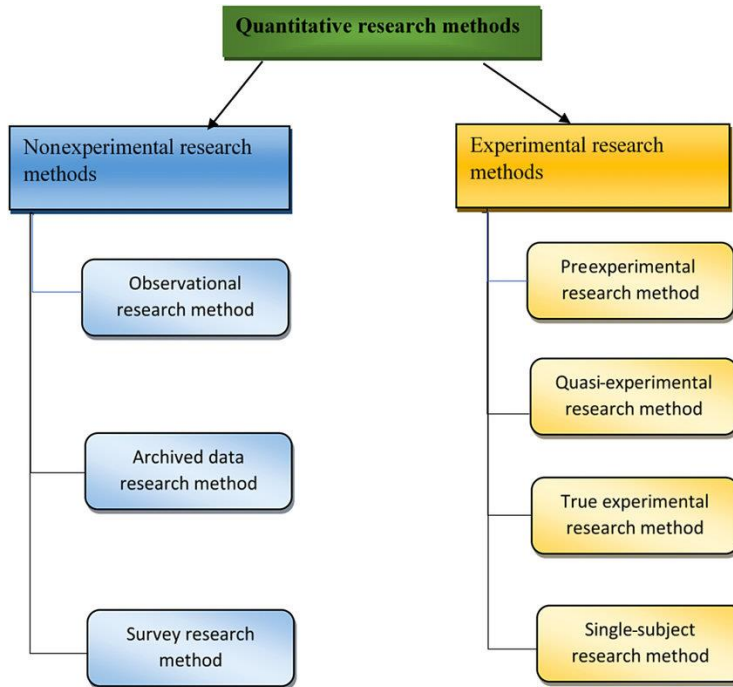 Quantitative research methods
Nonexperimental research
methods
Experimental research
methods
Observational
research method
Archived data
research method
Survey research
method
Preexperimental
research method
Quasi-experimental
research method
True experimental
research method
Single-subject
research method